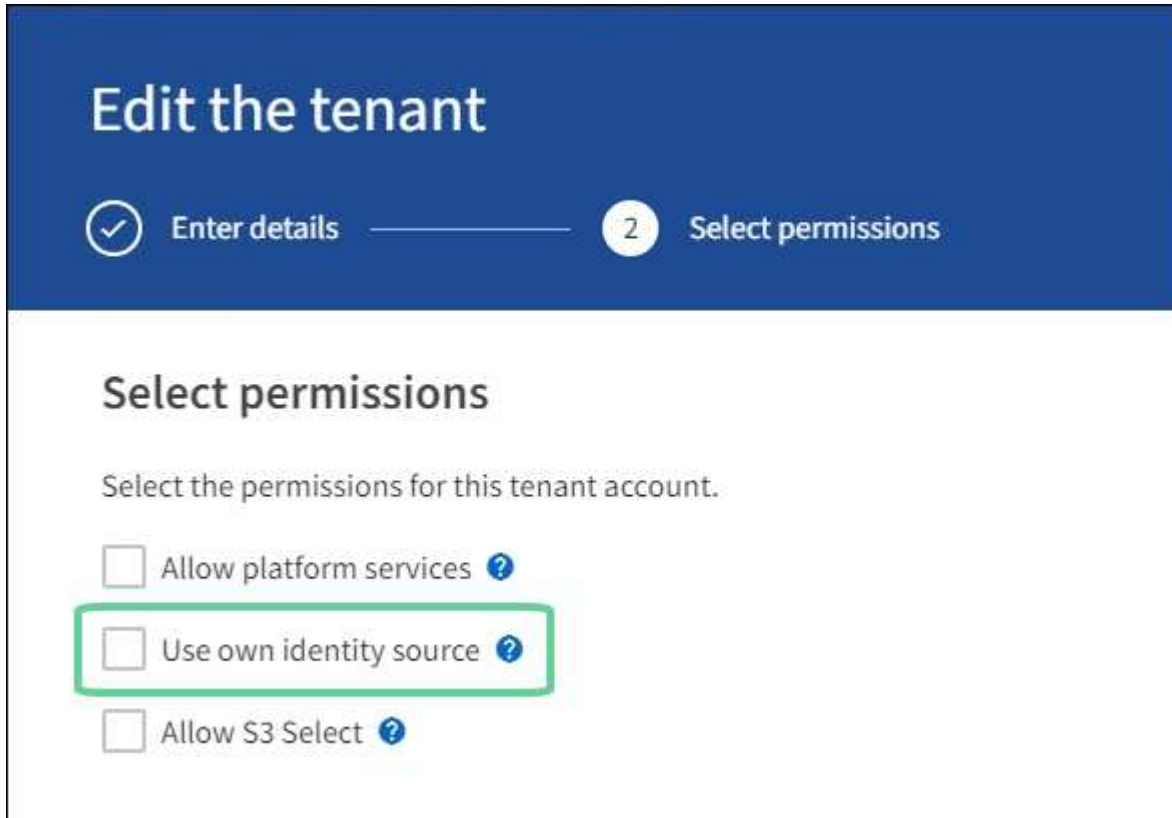 Edit the tenant
Enter details 2 Select permissions
Select permissions
Select the permissions for this tenant account.
Allow platform services ?
Use own identity source ?
Allow S3 Select ?